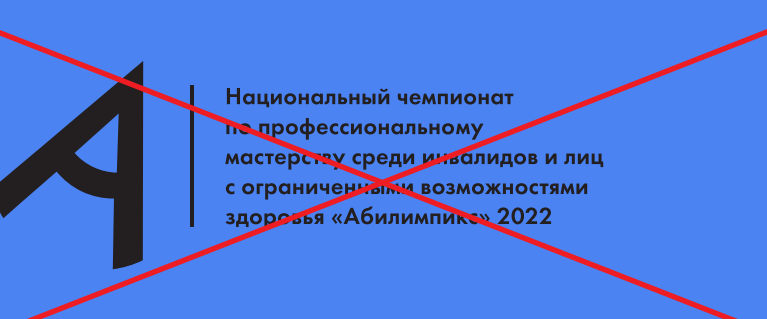 Национальный чемпионат
по профессиональному
мастерству среди инвалидов и лиц
с ограниченными возможностями
здоровья «Абилимпикс» 2022